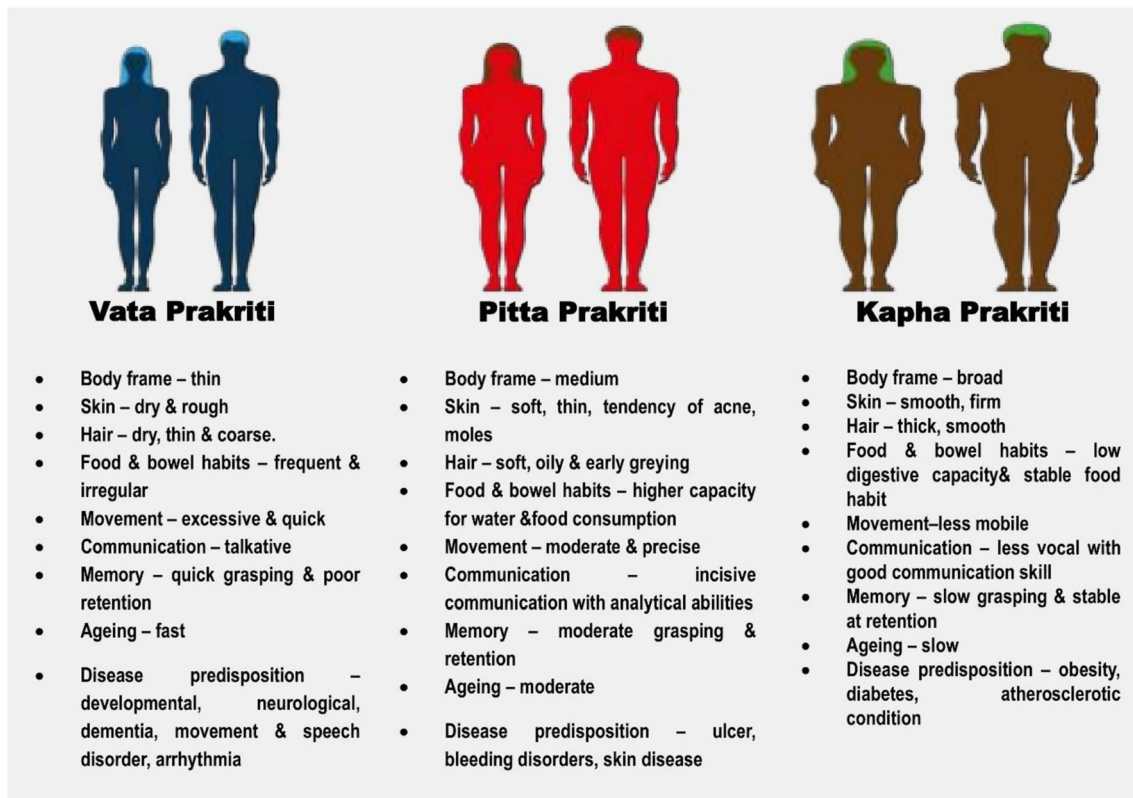 Vata Prakriti
• Body frame – thin
• Skin – dry & rough
• Hair – dry, thin & coarse.
• Food & bowel habits – frequent &
irregular
• Movement – excessive & quick
• Communication – talkative
• Memory – quick grasping & poor
retention
• Ageing – fast
• Disease predisposition –
developmental, neurological,
dementia, movement & speech
disorder, arrhythmia
Pitta Prakriti
• Body frame – medium
• Skin – soft, thin, tendency of acne,
moles
• Hair – soft, oily & early greying
• Food & bowel habits – higher capacity
for water &food consumption
• Movement – moderate & precise
• Communication – incisive
communication with analytical abilities
• Memory – moderate grasping &
retention
• Ageing – moderate
• Disease predisposition – ulcer,
bleeding disorders, skin disease
Kapha Prakriti
• Body frame – broad
• Skin – smooth, firm
• Hair – thick, smooth
• Food & bowel habits – low
digestive capacity& stable food
habit
• Movement–less mobile
• Communication – less vocal with
good communication skill
• Memory – slow grasping & stable
at retention
• Ageing – slow
• Disease predisposition – obesity,
diabetes, atherosclerotic
condition